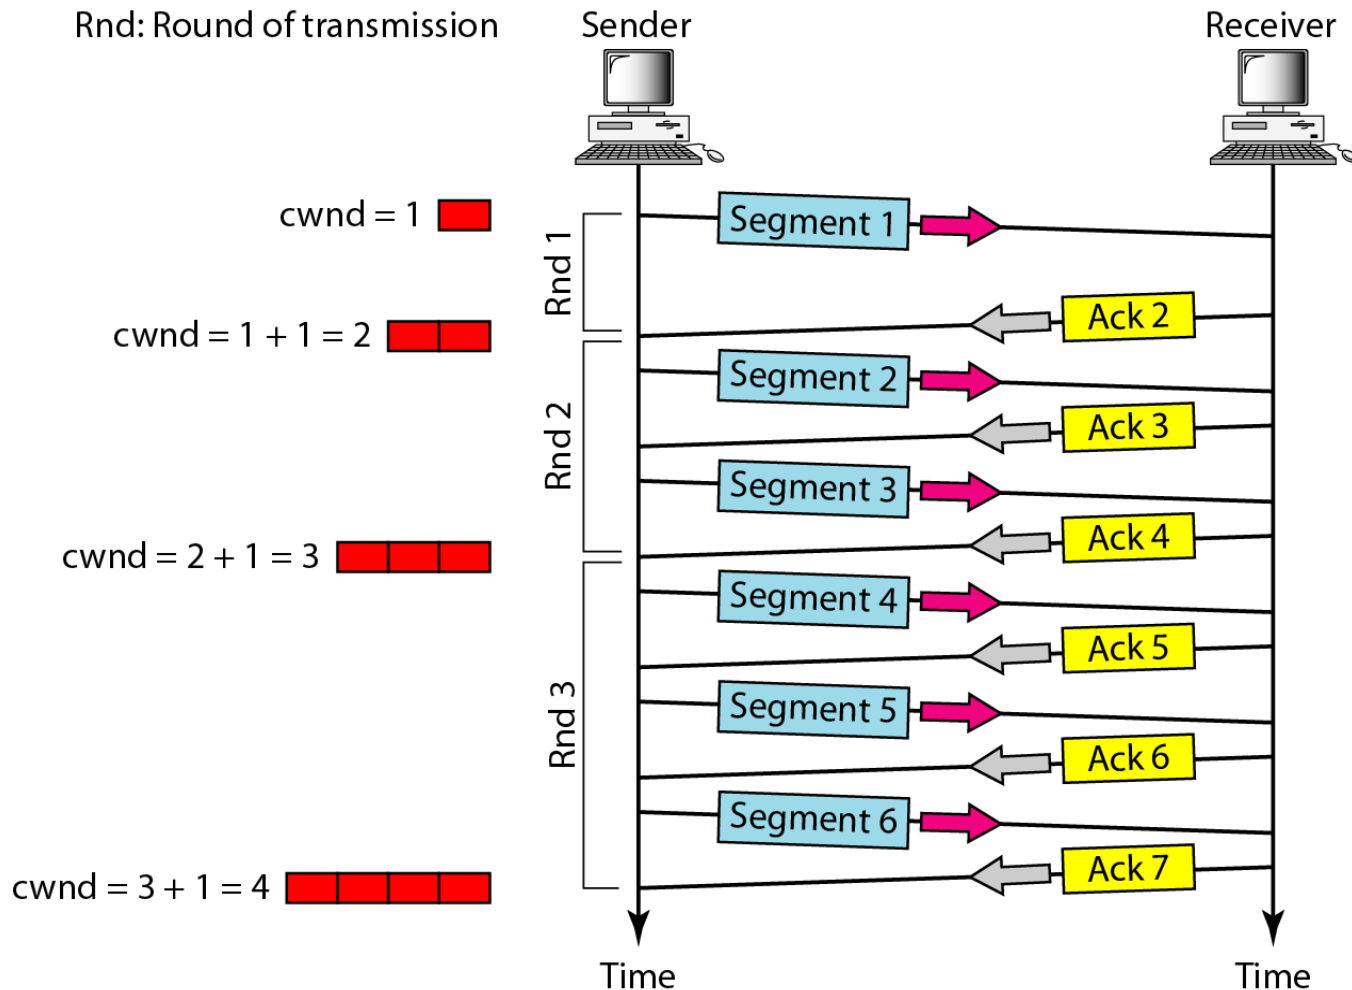 Rnd: Round of transmission
Sender
Receiver
cwnd = 1
Rnd 1
Segment 1
Ack 2
cwnd = 1 + 1 = 2
Rnd 2
Segment 2
Ack 3
Segment 3
Ack 4
cwnd = 2 + 1 = 3
Rnd 3
Segment 4
Ack 5
Segment 5
Ack 6
Segment 6
Ack 7
cwnd = 3 + 1 = 4
Time
Time